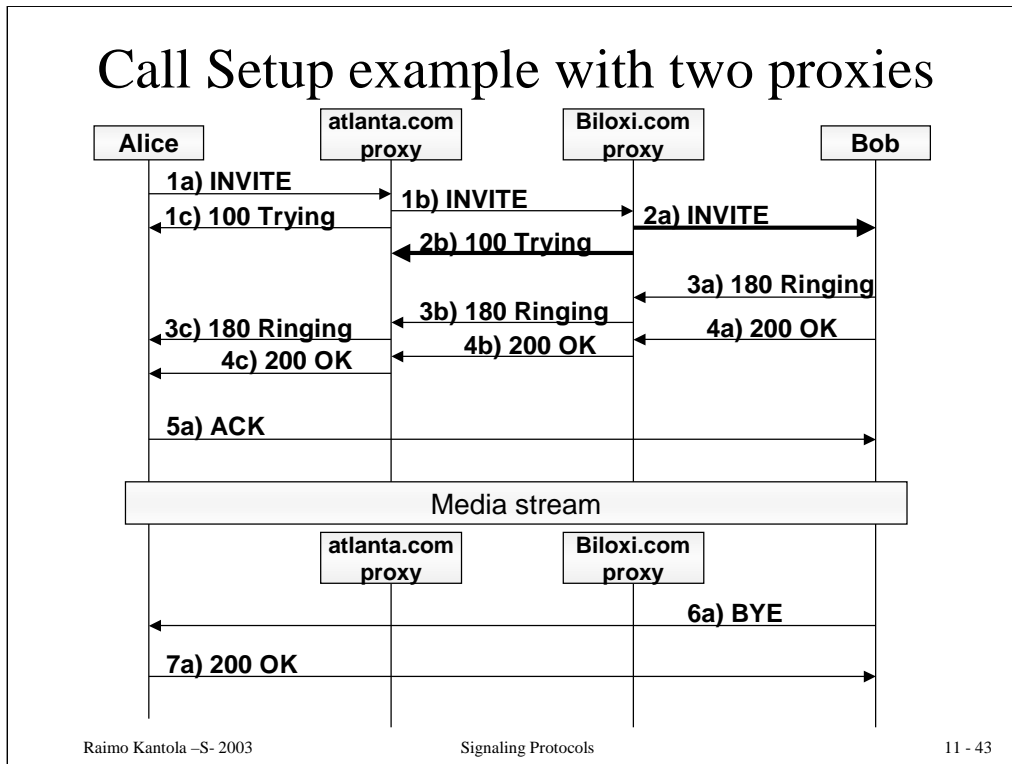 Call Setup example with two proxies
Alice
atlanta.com
proxy
Biloxi.com
proxy
Bob
1a) INVITE
1b) INVITE
1c) 100 Trying
2a) INVITE
2b) 100 Trying
3a) 180 Ringing
3b) 180 Ringing
3c) 180 Ringing
4a) 200 OK
4b) 200 OK
4c) 200 OK
5a) ACK
Media stream
atlanta.com
proxy
Biloxi.com
proxy
6a) BYE
7a) 200 OK
Raimo Kantola –S- 2003
Signaling Protocols
11 - 43